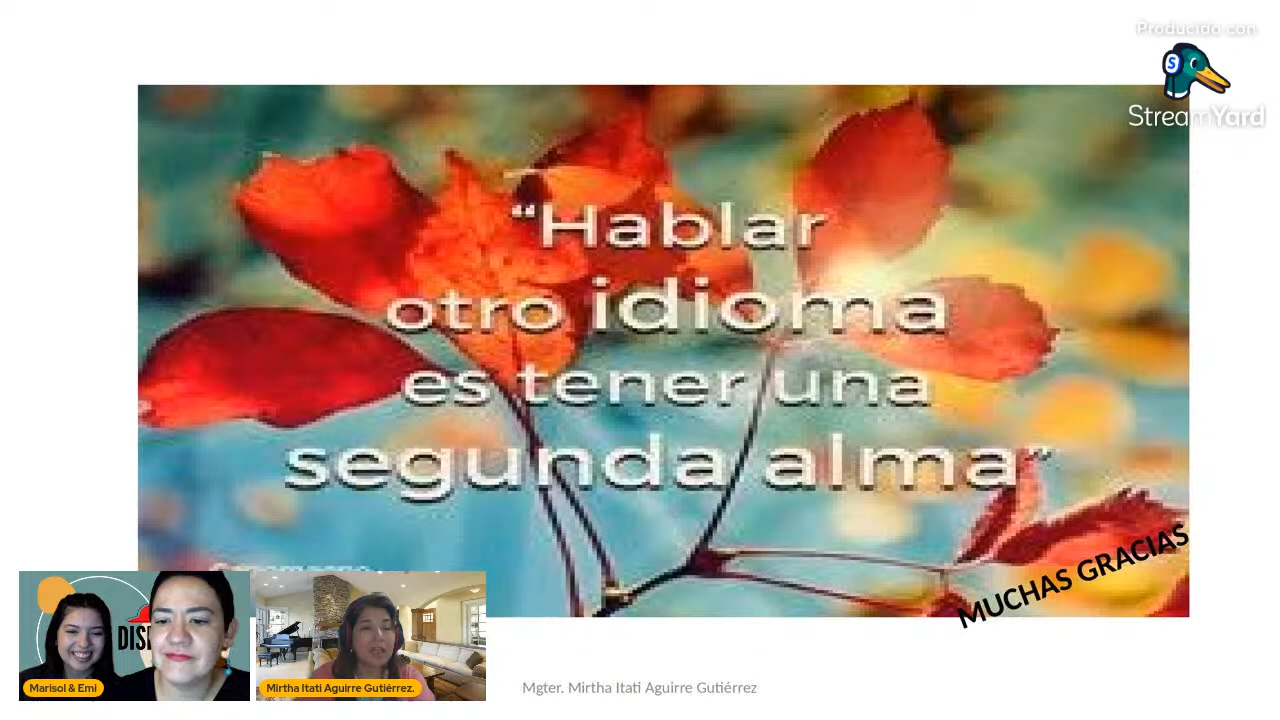 Producido con
StreamYard
“Hablar
otro idioma
es tener una
segunda alma”
MUCHAS GRACIAS
DISE
Marisol & Emi
Mirtha Itati Aguirre Gutiérrez.
Mgter. Mirtha Itati Aguirre Gutiérrez